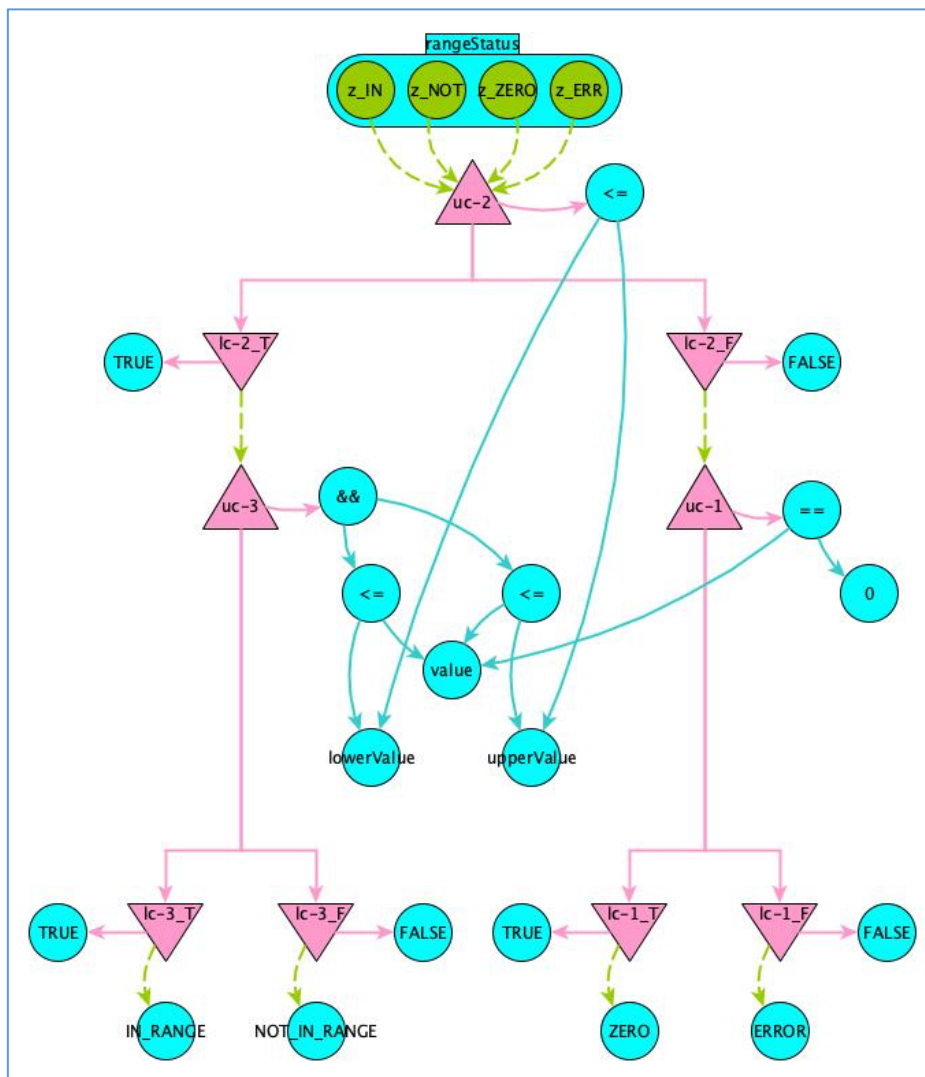 rangeStatus
z_IN
z_NOT
z_ZERO
z_ERR
uc-2
<=
lc-2_T
TRUE
lc-2_F
FALSE
uc-3
&&
uc-1
==
<=
<=
0
value
lowerValue
upperValue
lc-3_T
TRUE
lc-3_F
FALSE
lc-1_T
TRUE
lc-1_F
FALSE
IN_RANGE
NOT_IN_RANGE
ZERO
ERROR